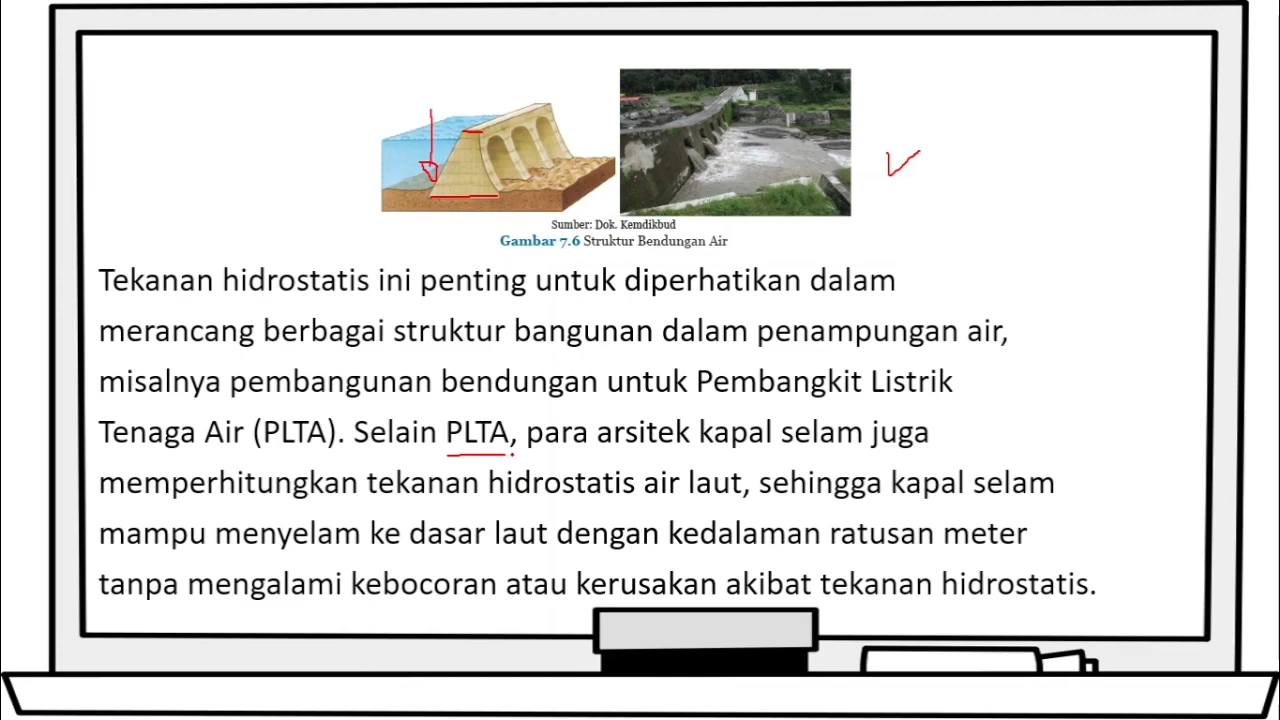 Sumber: Dok. Kemdikbud
Gambar 7.6 Struktur Bendungan Air
Tekanan hidrostatis ini penting untuk diperhatikan dalam
merancang berbagai struktur bangunan dalam penampungan air,
misalnya pembangunan bendungan untuk Pembangkit Listrik
Tenaga Air (PLTA). Selain PLTA, para arsitek kapal selam juga
memperhitungkan tekanan hidrostatis air laut, sehingga kapal selam
mampu menyelam ke dasar laut dengan kedalaman ratusan meter
tanpa mengalami kebocoran atau kerusakan akibat tekanan hidrostatis.